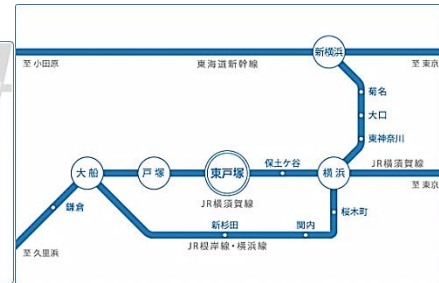 新横浜
至 小田原
東海道新幹線
至 東京
菊名
大口
東神奈川
保土ケ谷
JR横須賀線
大船
戸塚
東戸塚
横浜
至 東京
JR横須賀線
鎌倉
桜木町
新杉田
関内
JR根岸線・横浜線
至 久里浜